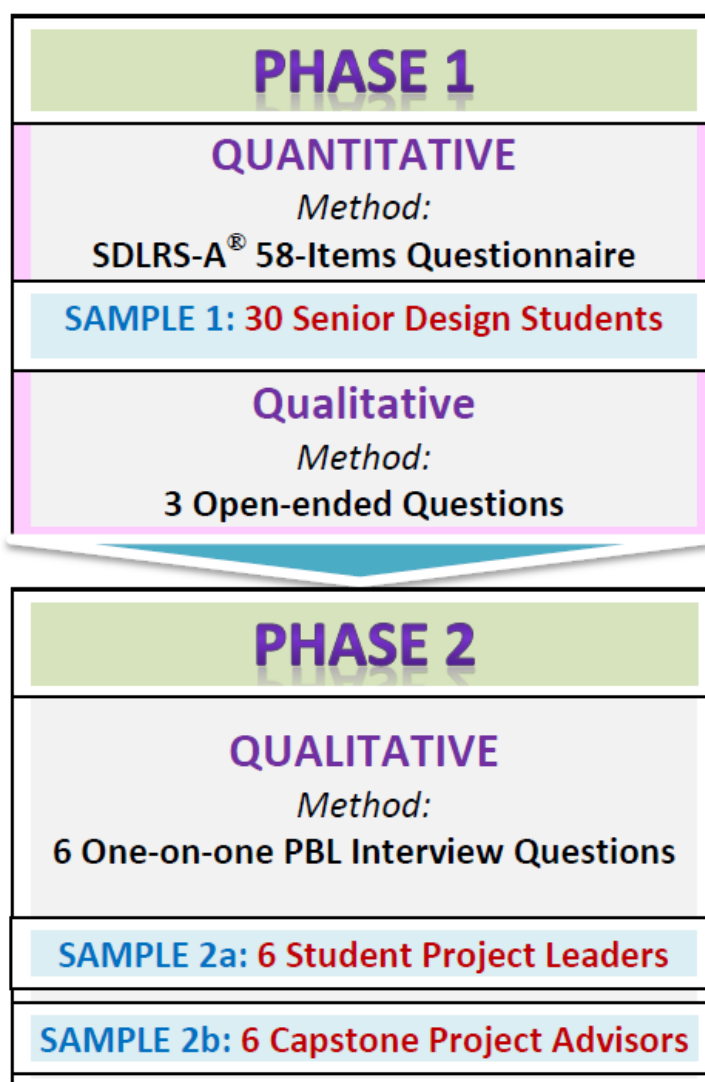 PHASE 1
QUANTITATIVE
Method:
SDLRS-A® 58-Items Questionnaire
SAMPLE 1: 30 Senior Design Students
Qualitative
Method:
3 Open-ended Questions
PHASE 2
QUALITATIVE
Method:
6 One-on-one PBL Interview Questions
SAMPLE 2a: 6 Student Project Leaders
SAMPLE 2b: 6 Capstone Project Advisors